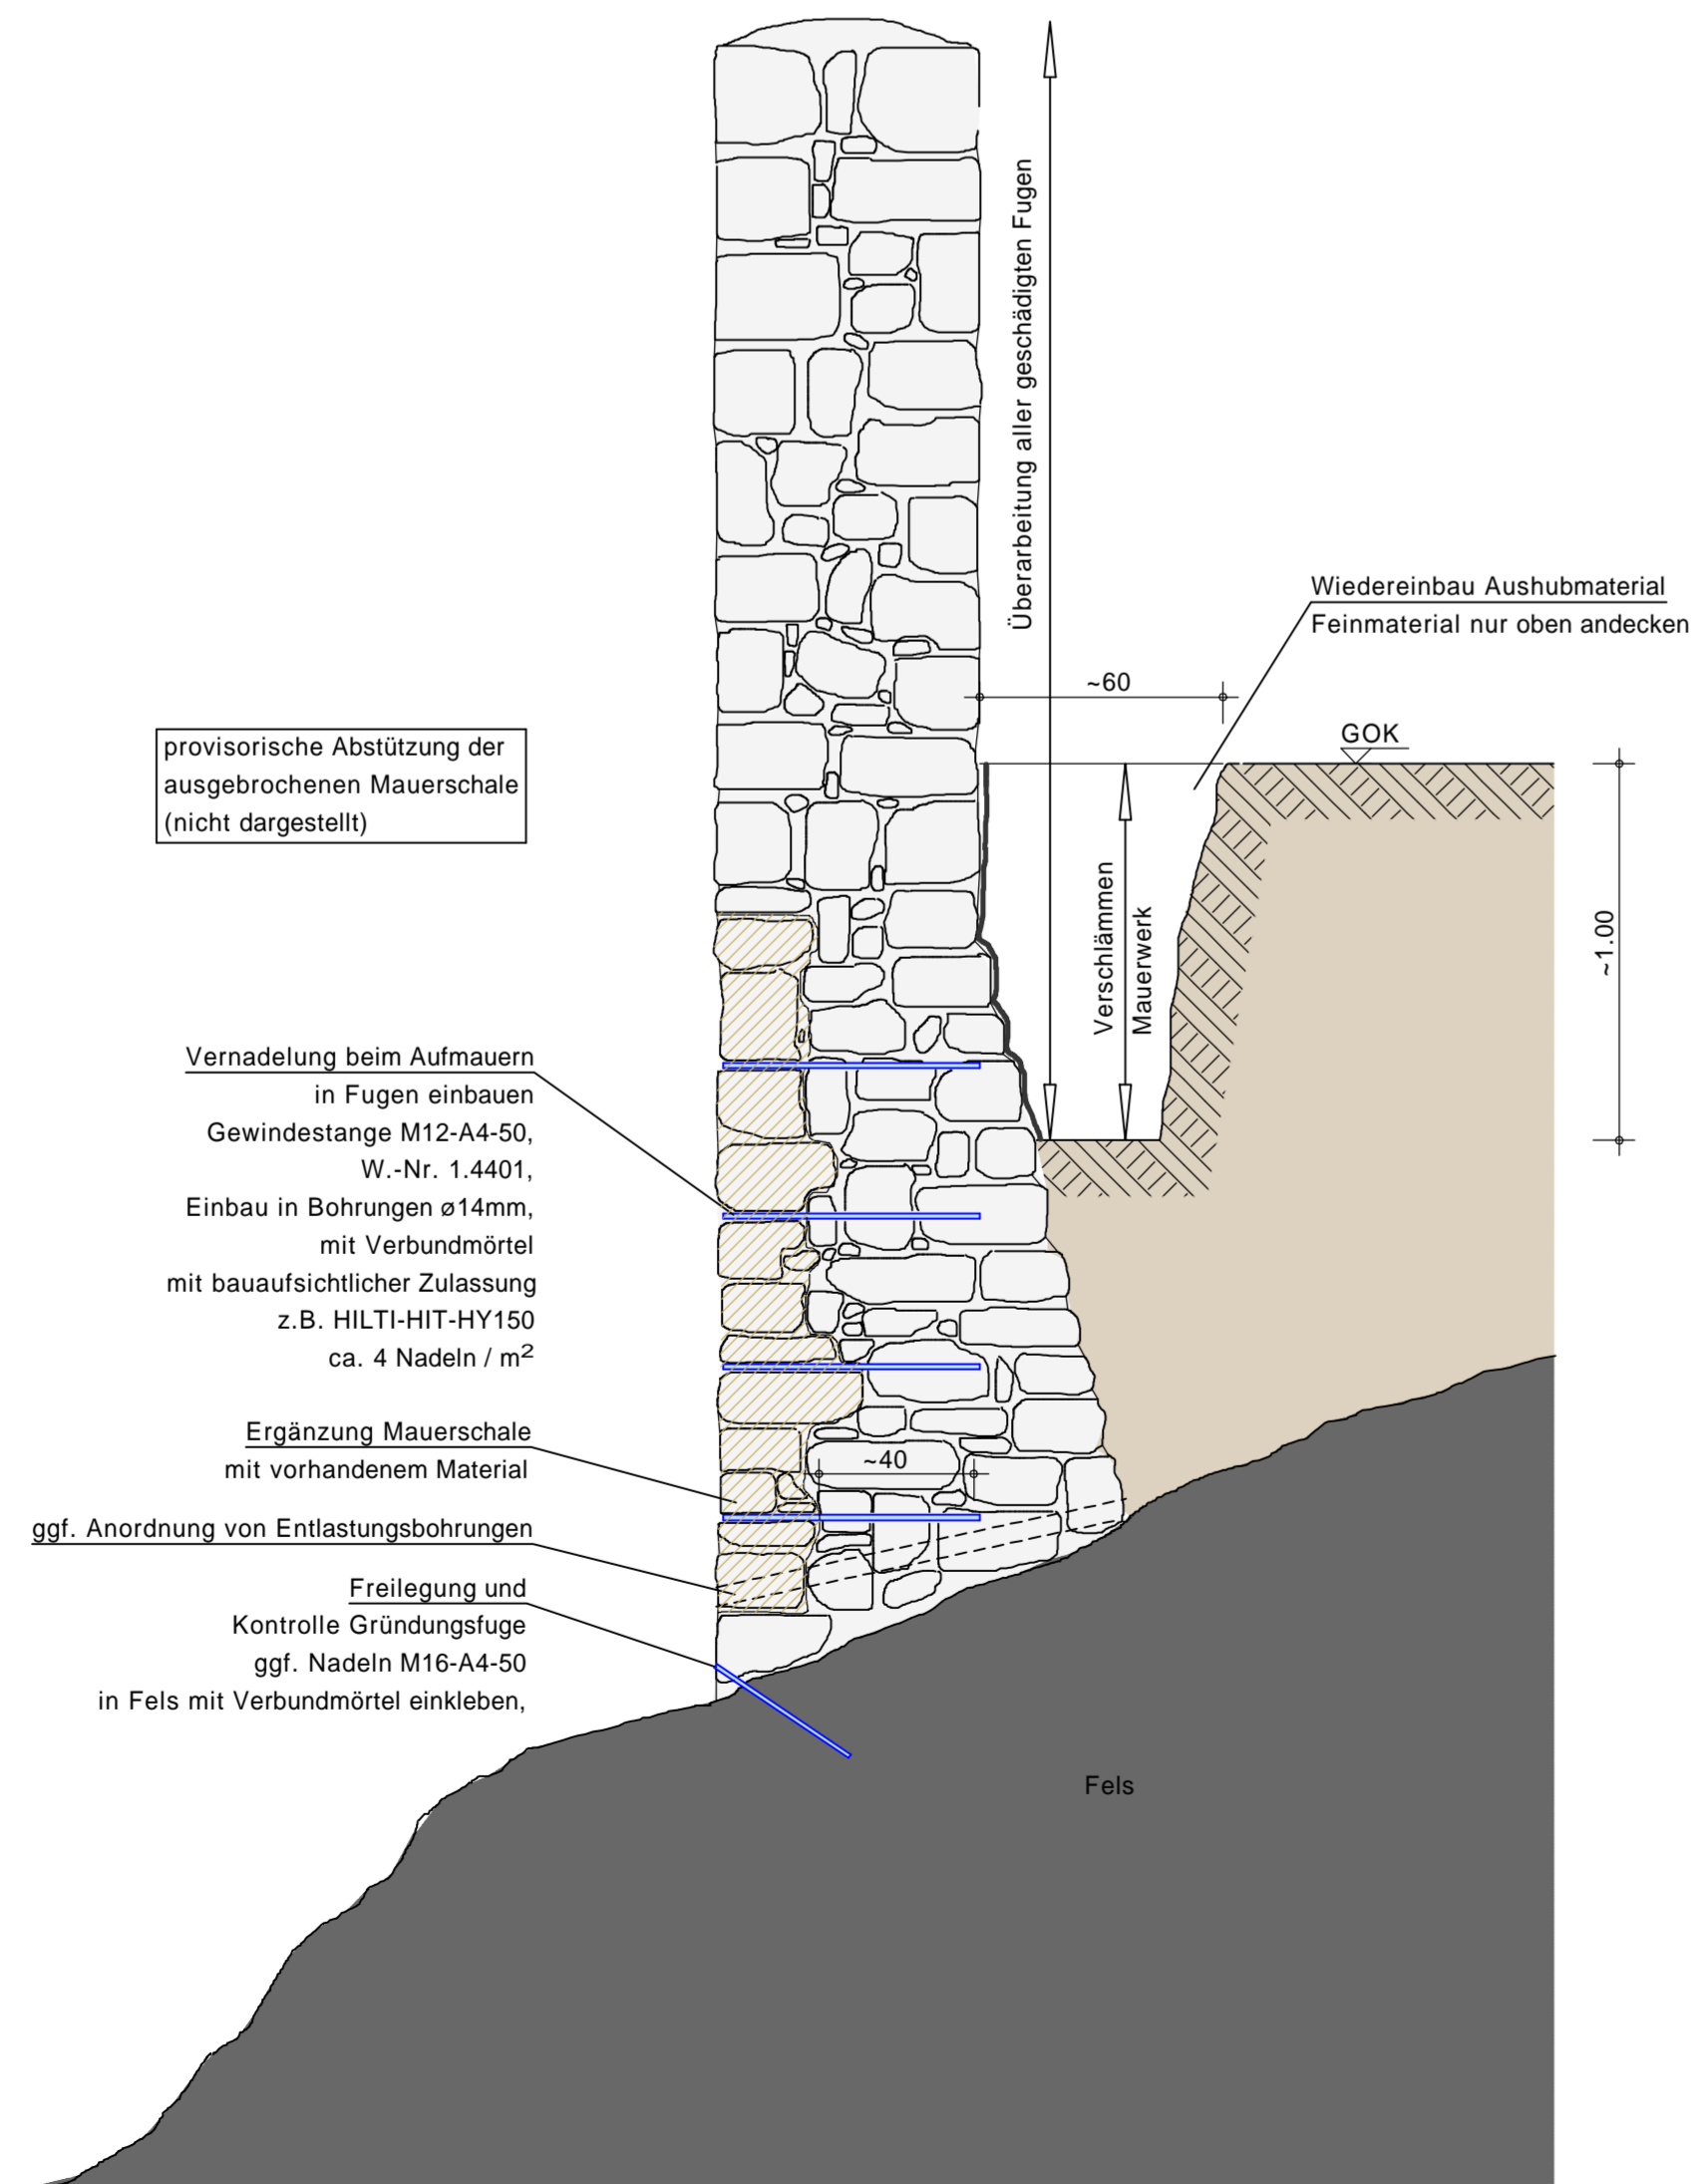 Überarbeitung aller geschädigten Fugen
Wiedereinbau Aushubmaterial
Feinmaterial nur oben andecken
~60
GOK
provisorische Abstützung der
ausgebrochenen Mauerschale
(nicht dargestellt)
Verschlämmen
Mauerwerk
~1.00
Vernadelung beim Aufmauern
in Fugen einbauen
Gewindestange M12-A4-50,
W.-Nr. 1.4401,
Einbau in Bohrungen ø14mm,
mit Verbundmörtel
mit bauaufsichtlicher Zulassung
z.B. HILTI-HIT-HY150
ca. 4 Nadeln / m²
Ergänzung Mauerschale
mit vorhandenem Material
~40
ggf. Anordnung von Entlastungsbohrungen
Freilegung und
Kontrolle Gründungsfuge
ggf. Nadeln M16-A4-50
in Fels mit Verbundmörtel einkleben,
Fels